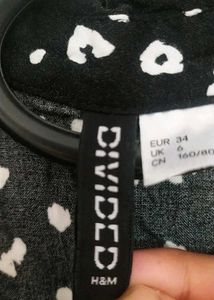 DIVIDED
H&M
EUR 34
UK 6
CN 160/80